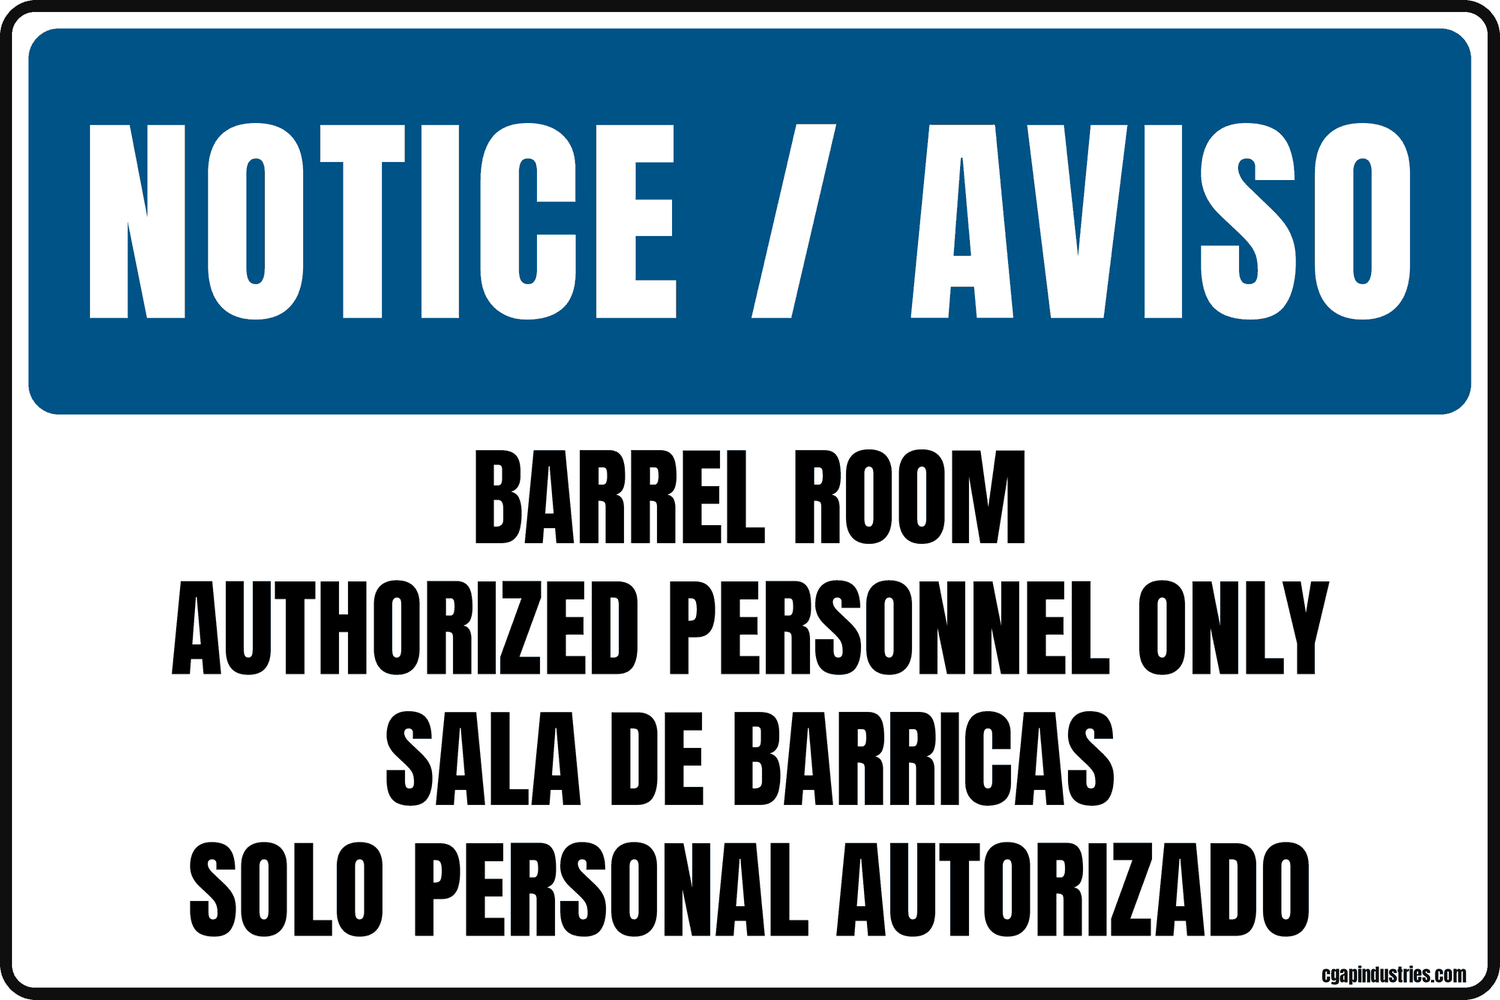 NOTICE / AVISO
BARREL ROOM
AUTHORIZED PERSONNEL ONLY
SALA DE BARRICAS
SOLO PERSONAL AUTORIZADO
cgapindustries.com